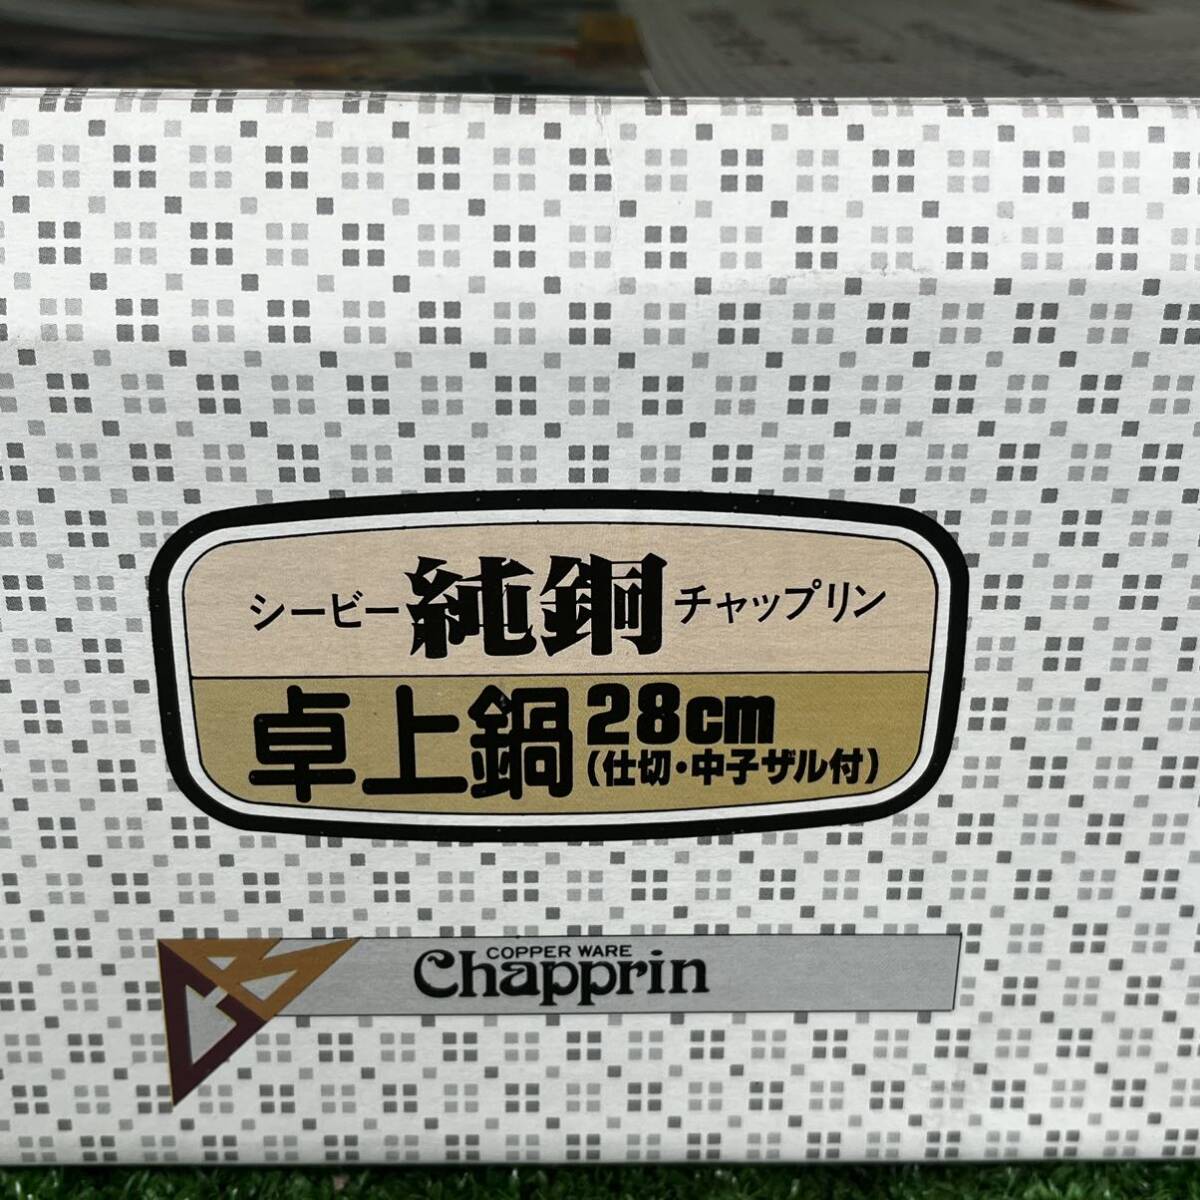 シービー純銅チャップリン
卓上鍋28cm
(仕切・中子ザル付)
CB
COPPER WARE
Chapprin